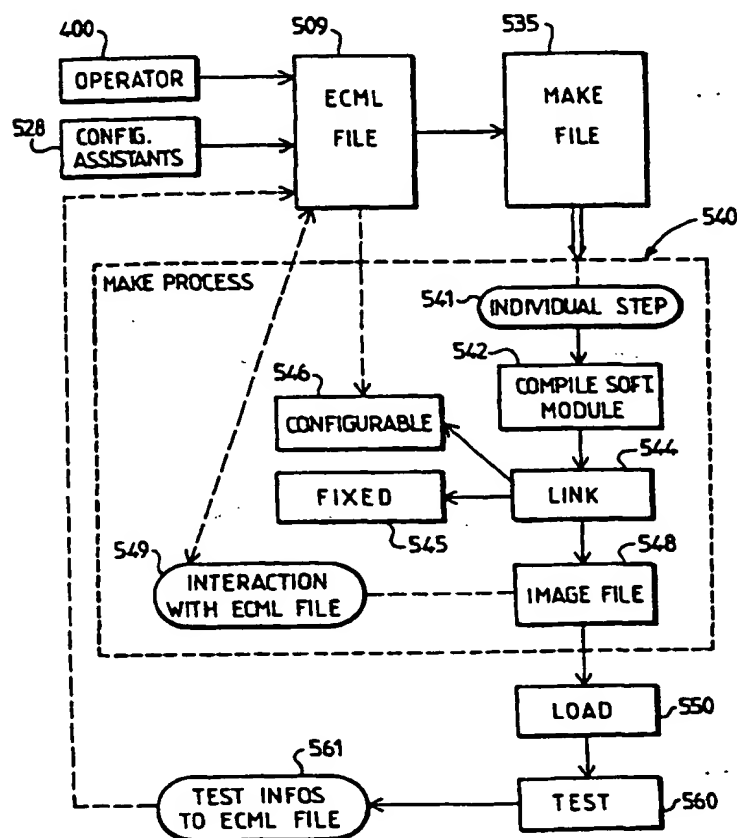 400
OPERATOR
528
CONFIG.
ASSISTANTS
509
ECML
FILE
535
MAKE
FILE
540
MAKE PROCESS
541
INDIVIDUAL STEP
542
COMPILE SOFT.
MODULE
546
CONFIGURABLE
544
LINK
FIXED
545
549
INTERACTION
WITH ECML FILE
548
IMAGE FILE
LOAD
550
561
TEST INFOS
TO ECML FILE
TEST
560